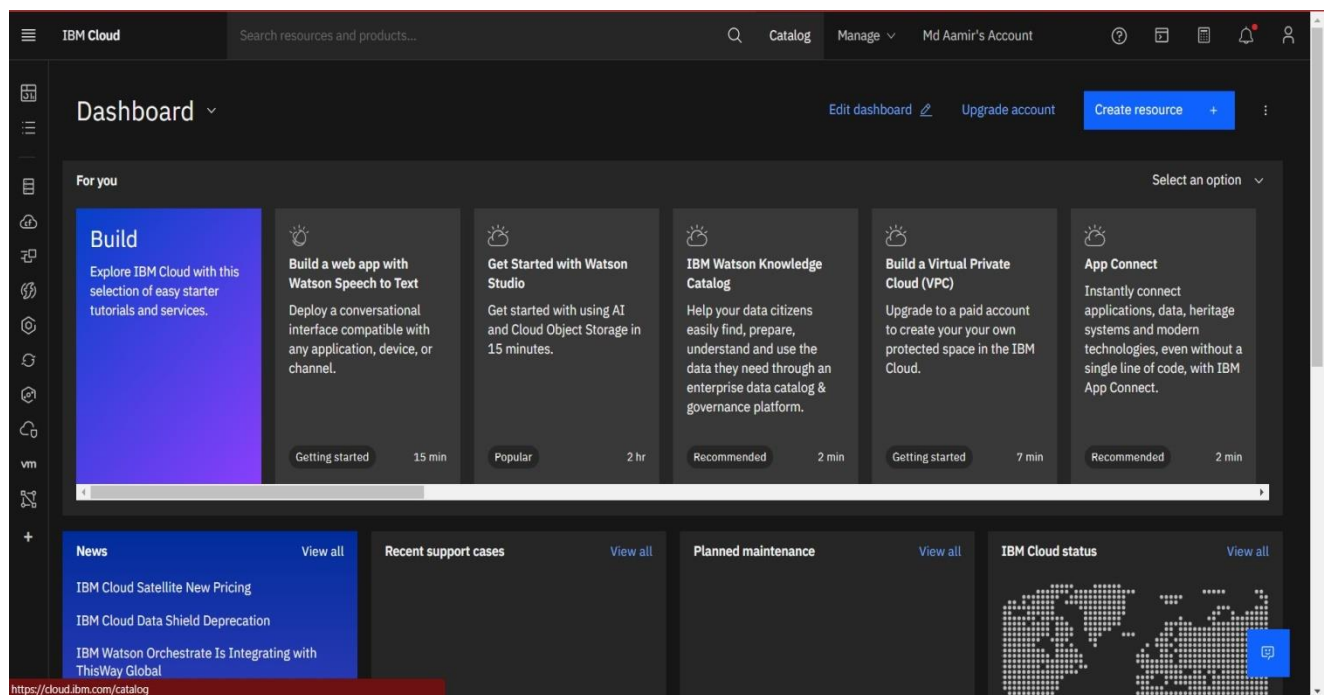 IBM Cloud
Search resources and products...
Catalog
Manage
Md Aamir's Account
Dashboard
Edit dashboard
Upgrade account
Create resource +
For you
Select an option
Build
Explore IBM Cloud with this
selection of easy starter
tutorials and services.
Build a web app with
Watson Speech to Text
Deploy a conversational
interface compatible with
any application, device, or
channel.
Getting started
15 min
Get Started with Watson
Studio
Get started with using AI
and Cloud Object Storage in
15 minutes.
Popular
2 hr
IBM Watson Knowledge
Catalog
Help your data citizens
easily find, prepare,
understand and use the
data they need through an
enterprise data catalog &
governance platform.
Recommended
2 min
Build a Virtual Private
Cloud (VPC)
Upgrade to a paid account
to create your your own
protected space in the IBM
Cloud.
Getting started
7 min
App Connect
Instantly connect
applications, data, heritage
systems and modern
technologies, even without a
single line of code, with IBM
App Connect.
Recommended
2 min
vm
+
News
View all
IBM Cloud Satellite New Pricing
IBM Cloud Data Shield Deprecation
IBM Watson Orchestrate Is Integrating with
ThisWay Global
Recent support cases
View all
Planned maintenance
View all
IBM Cloud status
View all
https://cloud.ibm.com/catalog